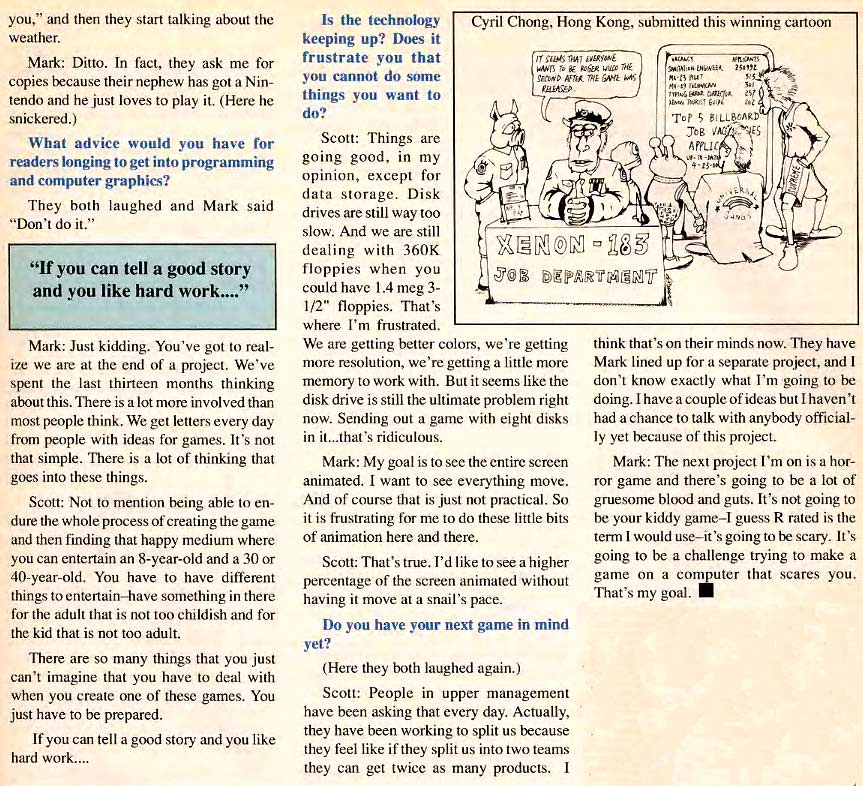 you,” and then they start talking about the
weather.
Mark: Ditto. In fact, they ask me for
copies because their nephew has got a Nin-
tendo and he just loves to play it. (Here he
snickered.)
What advice would you have for
readers longing to get into programming
and computer graphics?
They both laughed and Mark said
“Don't do it.”
“If you can tell a good story
and you like hard work....”
Mark: Just kidding. You've got to real-
ize we are at the end of a project. We've
spent the last thirteen months thinking
about this. There is a lot more involved than
most people think. We get letters every day
from people with ideas for games. It's not
that simple. There is a lot of thinking that
goes into these things.
Scott: Not to mention being able to en-
dure the whole process of creating the game
and then finding that happy medium where
you can entertain an 8-year-old and a 30 or
40-year-old. You have to have different
things to entertain–have something in there
for the adult that is not too childish and for
the kid that is not too adult.
There are so many things that you just
can't imagine that you have to deal with
when you create one of these games. You
just have to be prepared.
If you can tell a good story and you like
hard work....
Is the technology
keeping up? Does it
frustrate you that
you cannot do some
things you want to
do?
Scott: Things are
going good, in my
opinion, except for
data storage. Disk
drives are still way too
slow. And we are still
dealing with 360K
floppies when you
could have 1.4 meg 3-
1/2" floppies. That's
where I'm frustrated.
We are getting better colors, we're getting
more resolution, we're getting a little more
memory to work with. But it seems like the
disk drive is still the ultimate problem right
now. Sending out a game with eight disks
in it...that's ridiculous.
Mark: My goal is to see the entire screen
animated. I want to see everything move.
And of course that is just not practical. So
it is frustrating for me to do these little bits
of animation here and there.
Scott: That's true. I'd like to see a higher
percentage of the screen animated without
having it move at a snail's pace.
Do you have your next game in mind
yet?
(Here they both laughed again.)
Scott: People in upper management
have been asking that every day. Actually,
they have been working to split us because
they feel like if they split us into two teams
they can get twice as many products. I
Cyril Chong, Hong Kong, submitted this winning cartoon
IT SEEMS THAT EVERYONE
WANTS TO BE ROGER WILCO THE
SECOND AFTER THE GAME WAS
RELEASED.
VACANCY APPLICANTS
SANITATION ENGINEER 230992
PILOT 313
TECHNICIAN 301
TYPING ERROR DIRECTOR 257
XENON TOURIST GUIDE 202
TOP 5 BILLBOARD
JOB VACANCIES
XENON - 183
JOB DEPARTMENT
think that's on their minds now. They have
Mark lined up for a separate project, and I
don't know exactly what I'm going to be
doing. I have a couple of ideas but I haven't
had a chance to talk with anybody official-
ly yet because of this project.
Mark: The next project I'm on is a hor-
ror game and there's going to be a lot of
gruesome blood and guts. It's not going to
be your kiddy game–I guess R rated is the
term I would use–it's going to be scary. It's
going to be a challenge trying to make a
game on a computer that scares you.
That's my goal.